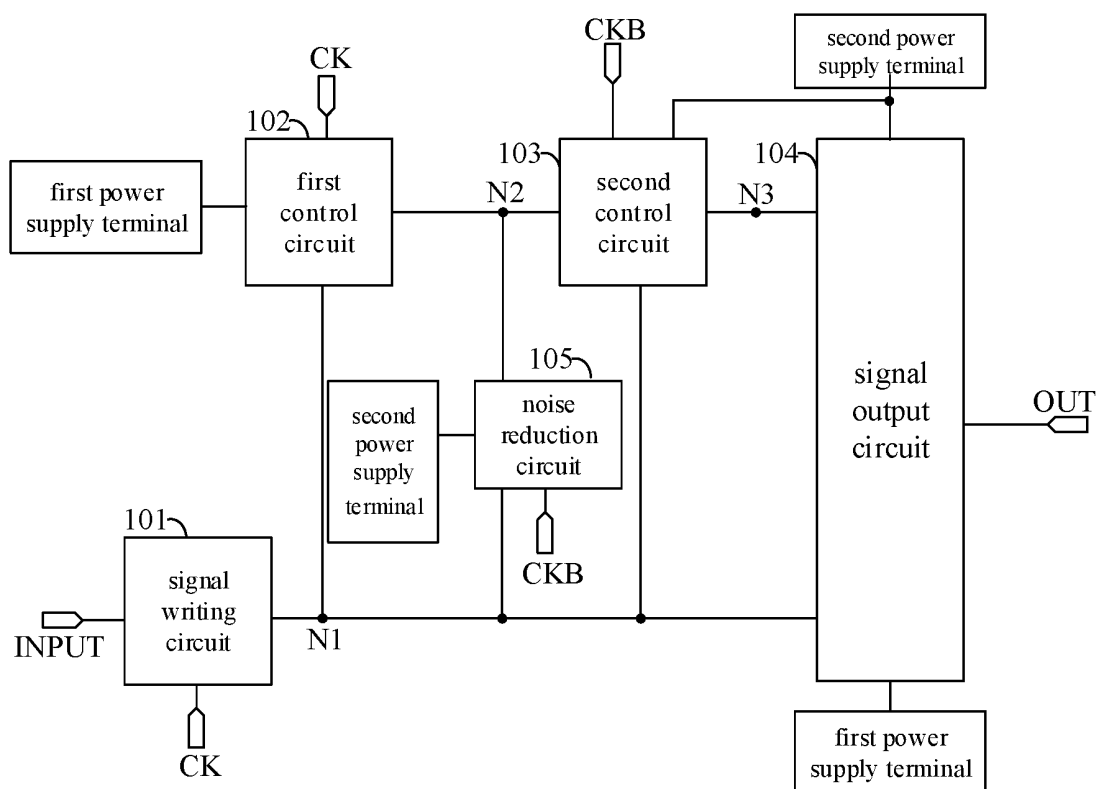 CK
CKB
second power
supply terminal
102
103
104
first power
supply terminal
first
control
circuit
N2
second
control
circuit
N3
105
second
power
supply
terminal
noise
reduction
circuit
signal
output
circuit
OUT
101
CKB
signal
writing
circuit
INPUT
N1
CK
first power
supply terminal